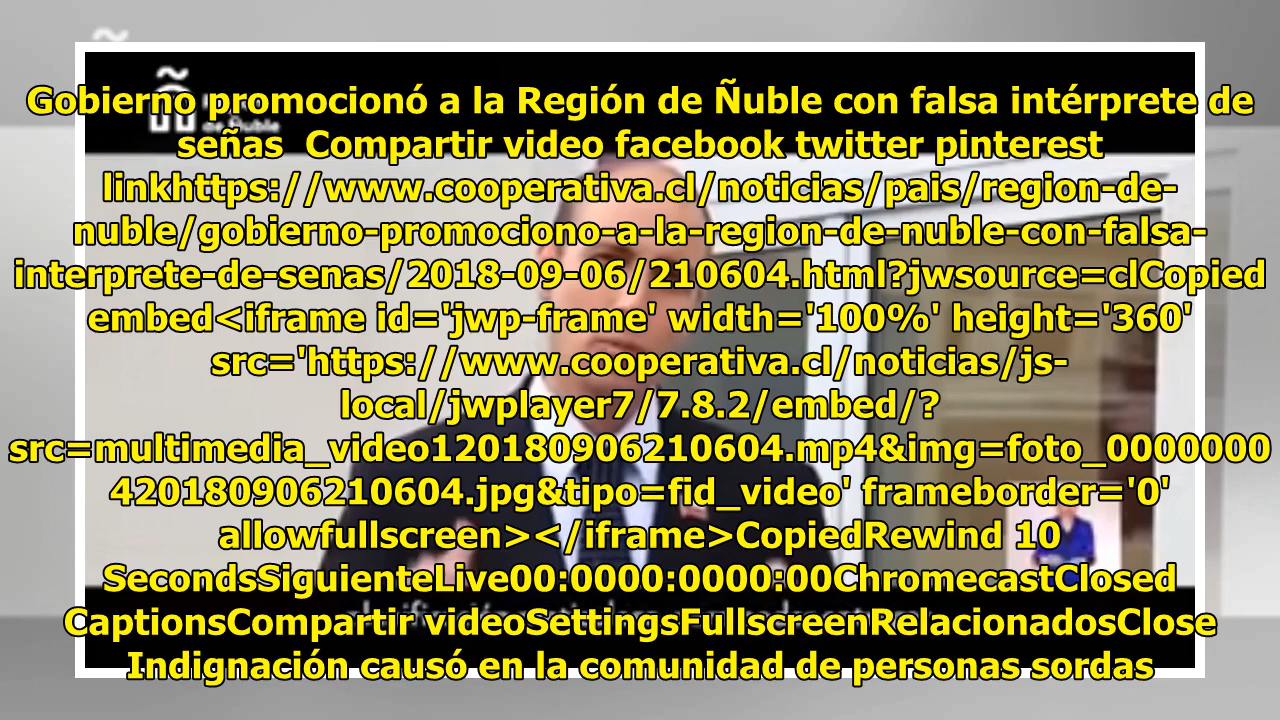 Gobierno promocionó a la Región de Ñuble con falsa intérprete de
señas  Compartir video facebook twitter pinterest
linkhttps://www.cooperativa.cl/noticias/pais/region-de-
nuble/gobierno-promociono-a-la-region-de-nuble-con-falsa-
interprete-de-senas/2018-09-06/210604.html?jwsource=clCopied
embed<iframe id='jwp-frame' width='100%' height='360'
src='https://www.cooperativa.cl/noticias/js-
local/jwplayer7/7.8.2/embed/?
src=multimedia_video120180906210604.mp4&img=foto_0000000
420180906210604.jpg&tipo=fid_video' frameborder='0'
allowfullscreen></iframe>CopiedRewind 10
SecondsSiguienteLive00:0000:0000:00ChromecastClosed
CaptionsCompartir videoSettingsFullscreenRelacionadosClose
Indignación causó en la comunidad de personas sordas
de Ñuble